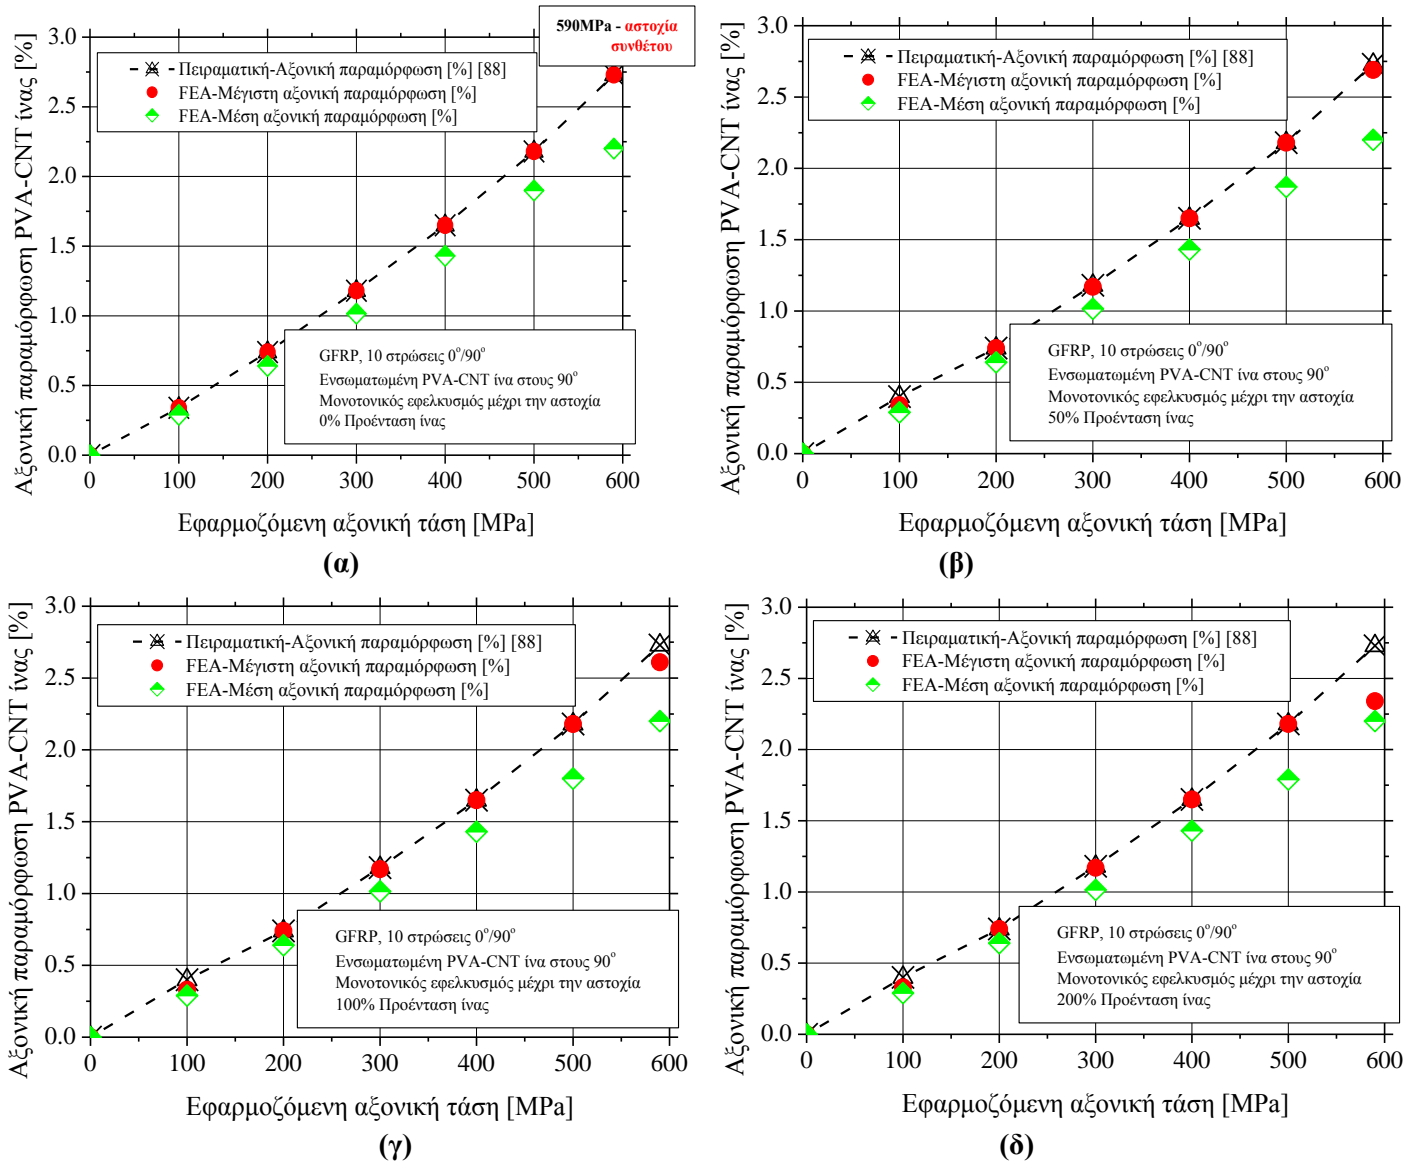 590MPa - αστοχία
συνθέτου
Πειραματική-Αξονική παραμόρφωση [%] [88]
FEA-Μέγιστη αξονική παραμόρφωση [%]
FEA-Μέση αξονική παραμόρφωση [%]
Αξονική παραμόρφωση PVA-CNT ίνας [%]
3.0
2.5
2.0
1.5
1.0
0.5
0.0
GFRP, 10 στρώσεις 0°/90°
Ενσωματωμένη PVA-CNT ίνα στους 90°
Μονοτονικός εφελκυσμός μέχρι την αστοχία
0% Προένταση ίνας
0 100 200 300 400 500 600
Εφαρμοζόμενη αξονική τάση [MPa]
(α)
Πειραματική-Αξονική παραμόρφωση [%] [88]
FEA-Μέγιστη αξονική παραμόρφωση [%]
FEA-Μέση αξονική παραμόρφωση [%]
Αξονική παραμόρφωση PVA-CNT ίνας [%]
3.0
2.5
2.0
1.5
1.0
0.5
0.0
GFRP, 10 στρώσεις 0°/90°
Ενσωματωμένη PVA-CNT ίνα στους 90°
Μονοτονικός εφελκυσμός μέχρι την αστοχία
50% Προένταση ίνας
0 100 200 300 400 500 600
Εφαρμοζόμενη αξονική τάση [MPa]
(β)
Πειραματική-Αξονική παραμόρφωση [%] [88]
FEA-Μέγιστη αξονική παραμόρφωση [%]
FEA-Μέση αξονική παραμόρφωση [%]
Αξονική παραμόρφωση PVA-CNT ίνας [%]
3.0
2.5
2.0
1.5
1.0
0.5
0.0
GFRP, 10 στρώσεις 0°/90°
Ενσωματωμένη PVA-CNT ίνα στους 90°
Μονοτονικός εφελκυσμός μέχρι την αστοχία
100% Προένταση ίνας
0 100 200 300 400 500 600
Εφαρμοζόμενη αξονική τάση [MPa]
(γ)
Πειραματική-Αξονική παραμόρφωση [%] [88]
FEA-Μέγιστη αξονική παραμόρφωση [%]
FEA-Μέση αξονική παραμόρφωση [%]
Αξονική παραμόρφωση PVA-CNT ίνας [%]
3.0
2.5
2.0
1.5
1.0
0.5
0.0
GFRP, 10 στρώσεις 0°/90°
Ενσωματωμένη PVA-CNT ίνα στους 90°
Μονοτονικός εφελκυσμός μέχρι την αστοχία
200% Προένταση ίνας
0 100 200 300 400 500 600
Εφαρμοζόμενη αξονική τάση [MPa]
(δ)